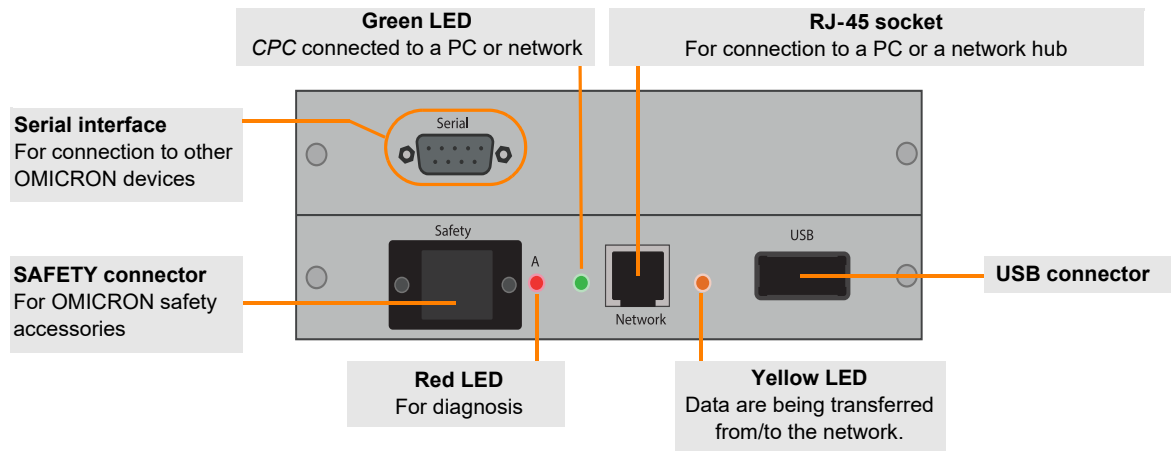 Green LED
CPC connected to a PC or network
RJ-45 socket
For connection to a PC or a network hub
Serial interface
For connection to other
OMICRON devices
Serial
SAFETY connector
For OMICRON safety
accessories
Safety
A
Network
USB
USB connector
Red LED
For diagnosis
Yellow LED
Data are being transferred
from/to the network.